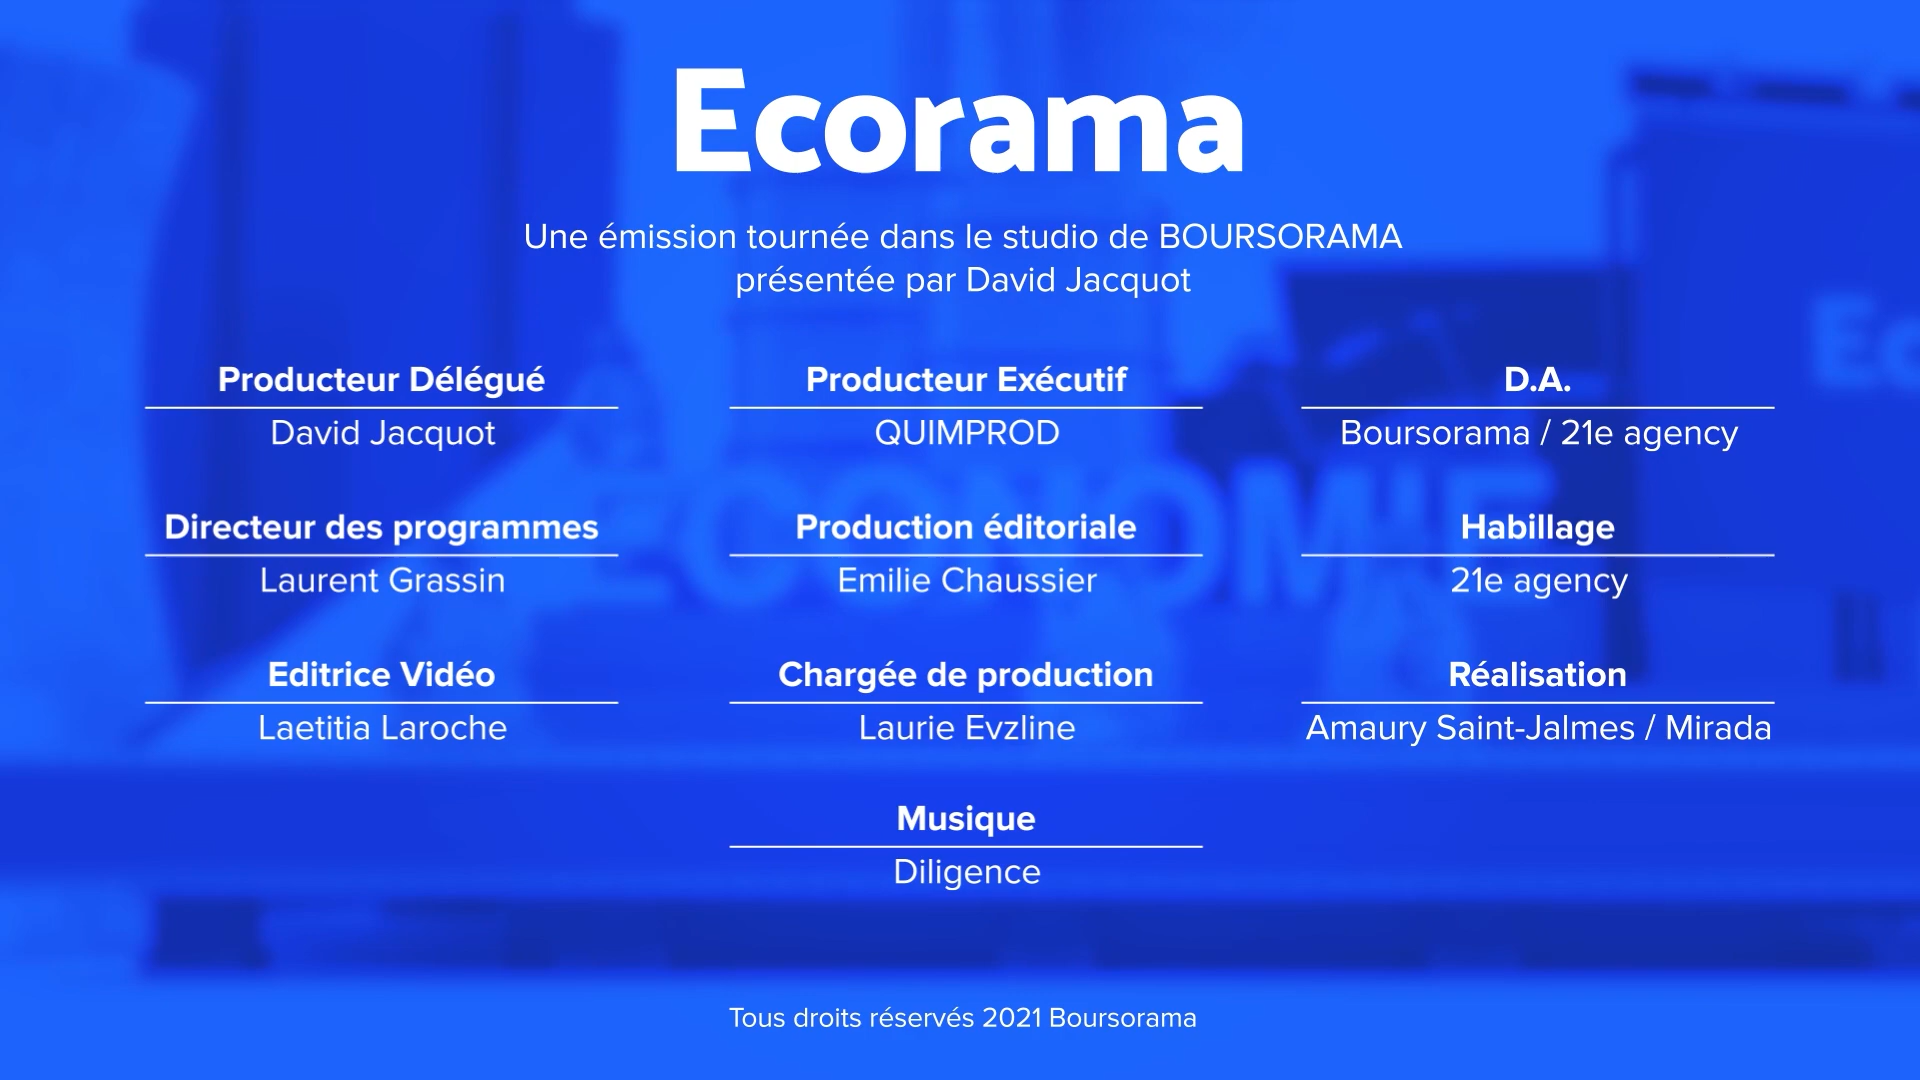 Ecorama
Une émission tournée dans le studio de BOURSORAMA
présentée par David Jacquot
Producteur Délégué
David Jacquot
Producteur Exécutif
QUIMPROD
D.A.
Boursorama / 21e agency
Directeur des programmes
Laurent Grassin
Production éditoriale
Emilie Chaussier
Habillage
21e agency
Editrice Vidéo
Laetitia Laroche
Chargée de production
Laurie Evzline
Réalisation
Amaury Saint-Jalmes / Mirada
Musique
Diligence
ECONOMIE
Ec
Tous droits réservés 2021 Boursorama